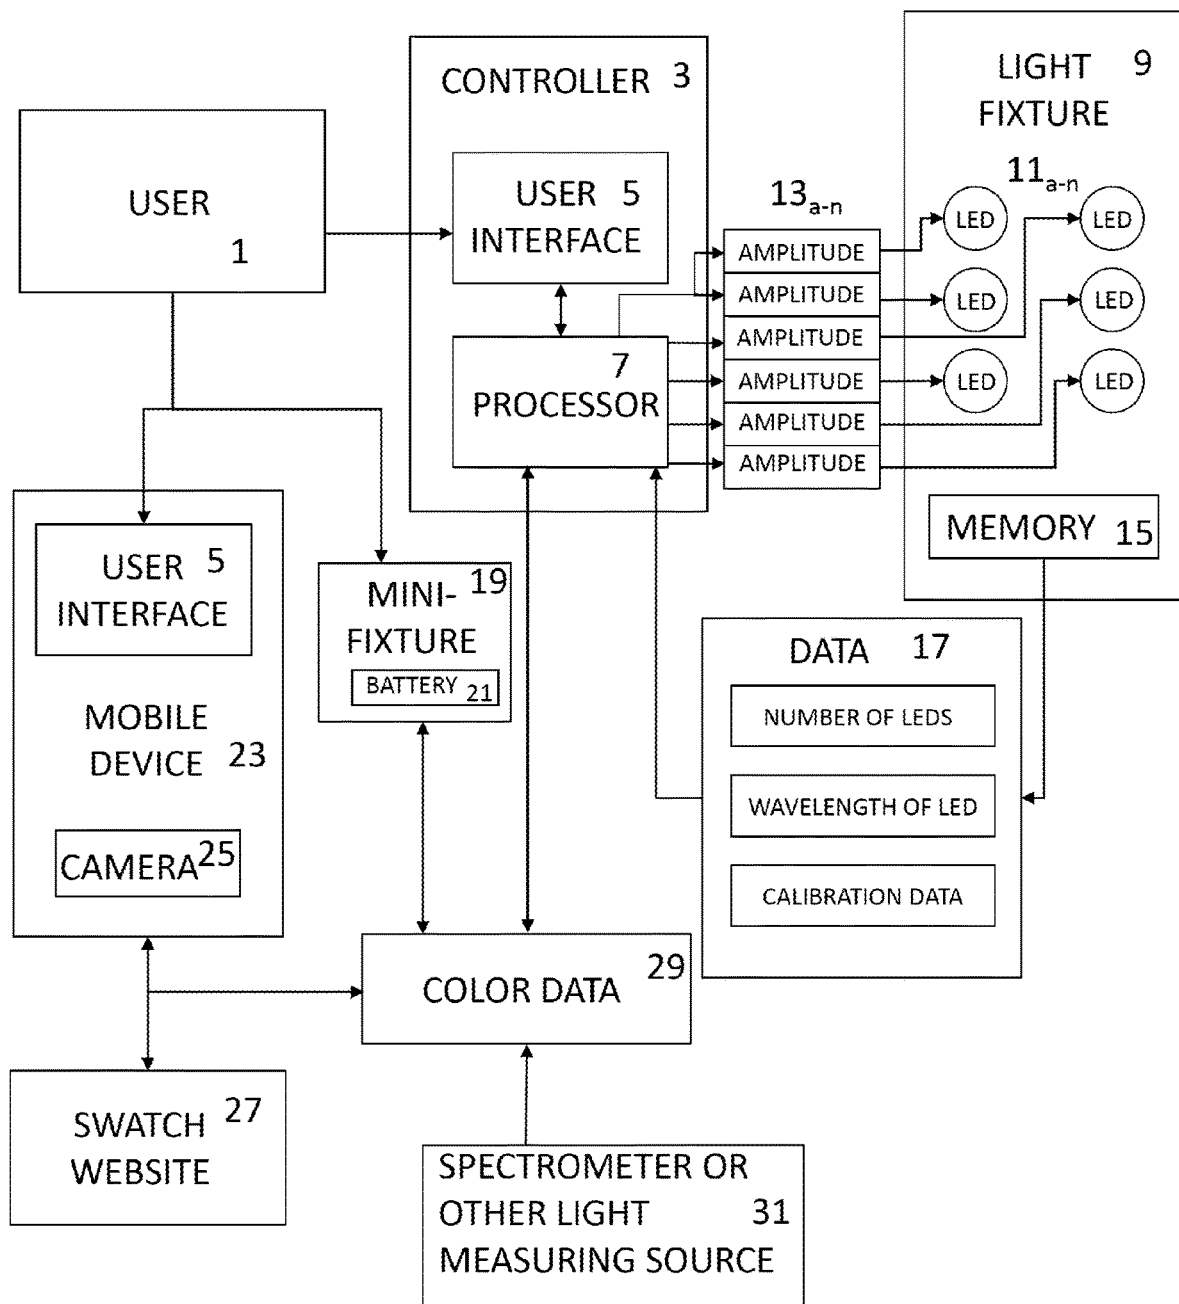 USER
1
CONTROLLER 3
USER 5
INTERFACE
7
PROCESSOR
13a-n
AMPLITUDE
AMPLITUDE
AMPLITUDE
AMPLITUDE
AMPLITUDE
AMPLITUDE
LIGHT 9
FIXTURE
11a-n
LED LED
LED LED
LED LED
MEMORY 15
USER 5
INTERFACE
MOBILE
DEVICE 23
CAMERA 25
19
MINI-
FIXTURE
BATTERY 21
DATA 17
NUMBER OF LEDS
WAVELENGTH OF LED
CALIBRATION DATA
COLOR DATA 29
SWATCH 27
WEBSITE
SPECTROMETER OR
OTHER LIGHT 31
MEASURING SOURCE